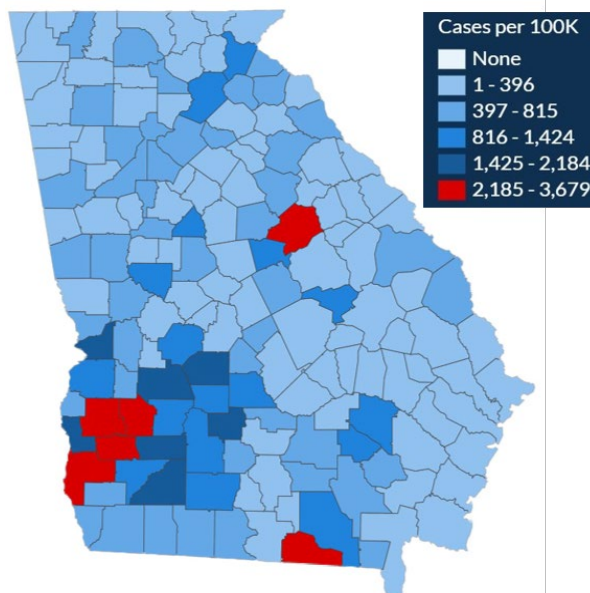 Cases per 100K
None
1 - 396
397 - 815
816 - 1,424
1,425 - 2,184
2,185 - 3,679